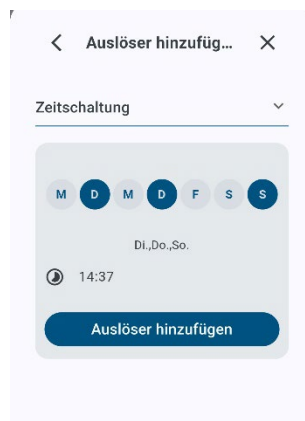 Auslöser hinzufüg...
Zeitschaltung
M D M D F S S
Di.,Do.,So.
14:37
Auslöser hinzufügen